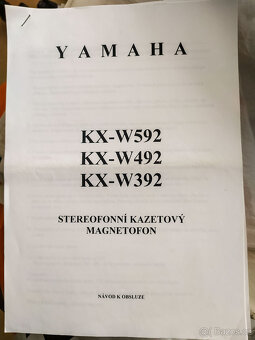 YAMAHA
KX-W592
KX-W492
KX-W392
STEREOFONNÍ KAZETOVÝ
MAGNETOFON
NÁVOD K OBSLUZE